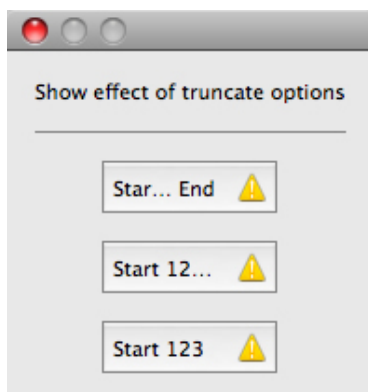 Show effect of truncate options
Star... End
Start 12...
Start 123